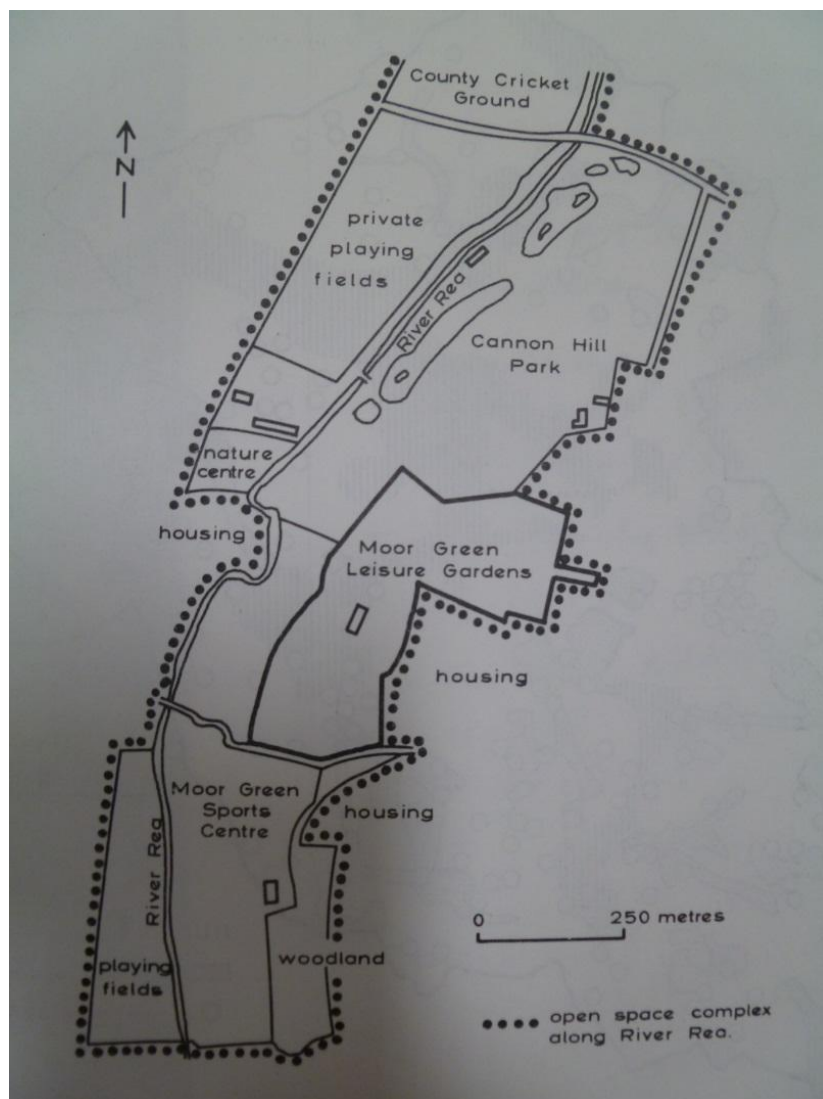 County Cricket
Ground
N
private
playing
fields
River Rea
Cannon Hill
Park
nature
centre
housing
Moor Green
Leisure Gardens
housing
Moor Green
Sports
Centre
housing
River Rea
0 250 metres
woodland
playing
fields
open space complex
along River Rea.